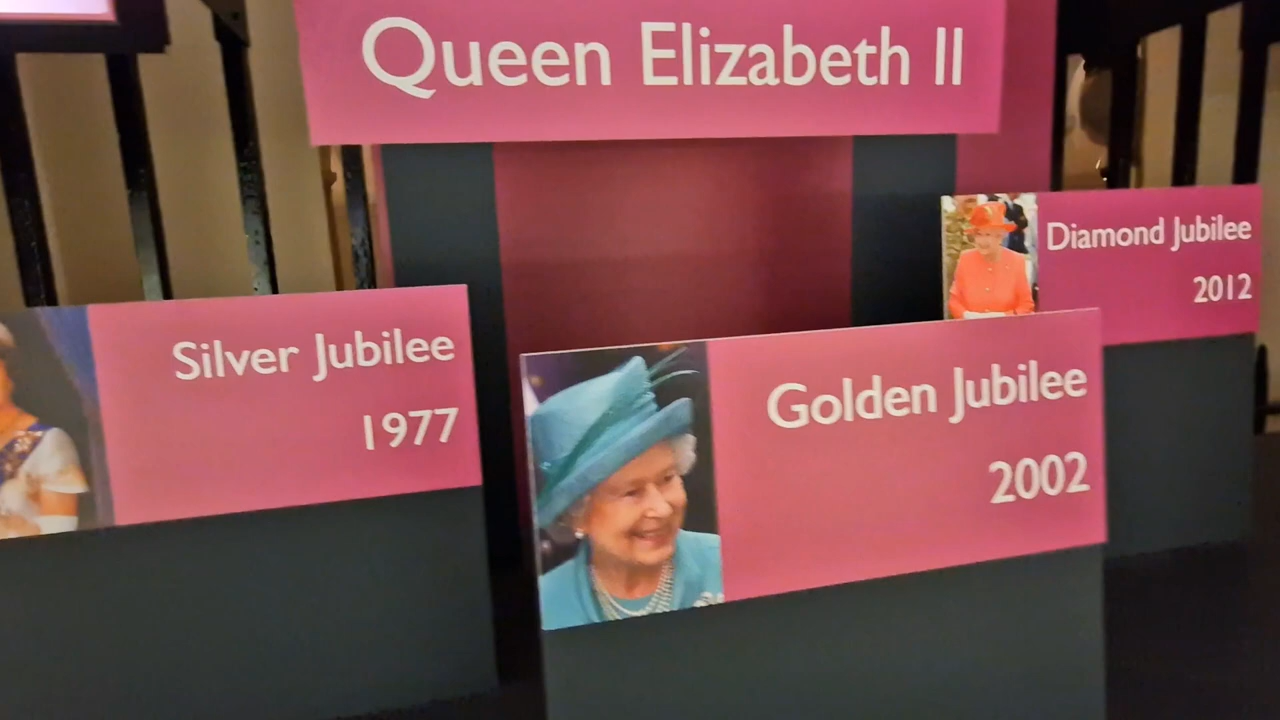 Queen Elizabeth II
Diamond Jubilee
2012
Silver Jubilee
1977
Golden Jubilee
2002